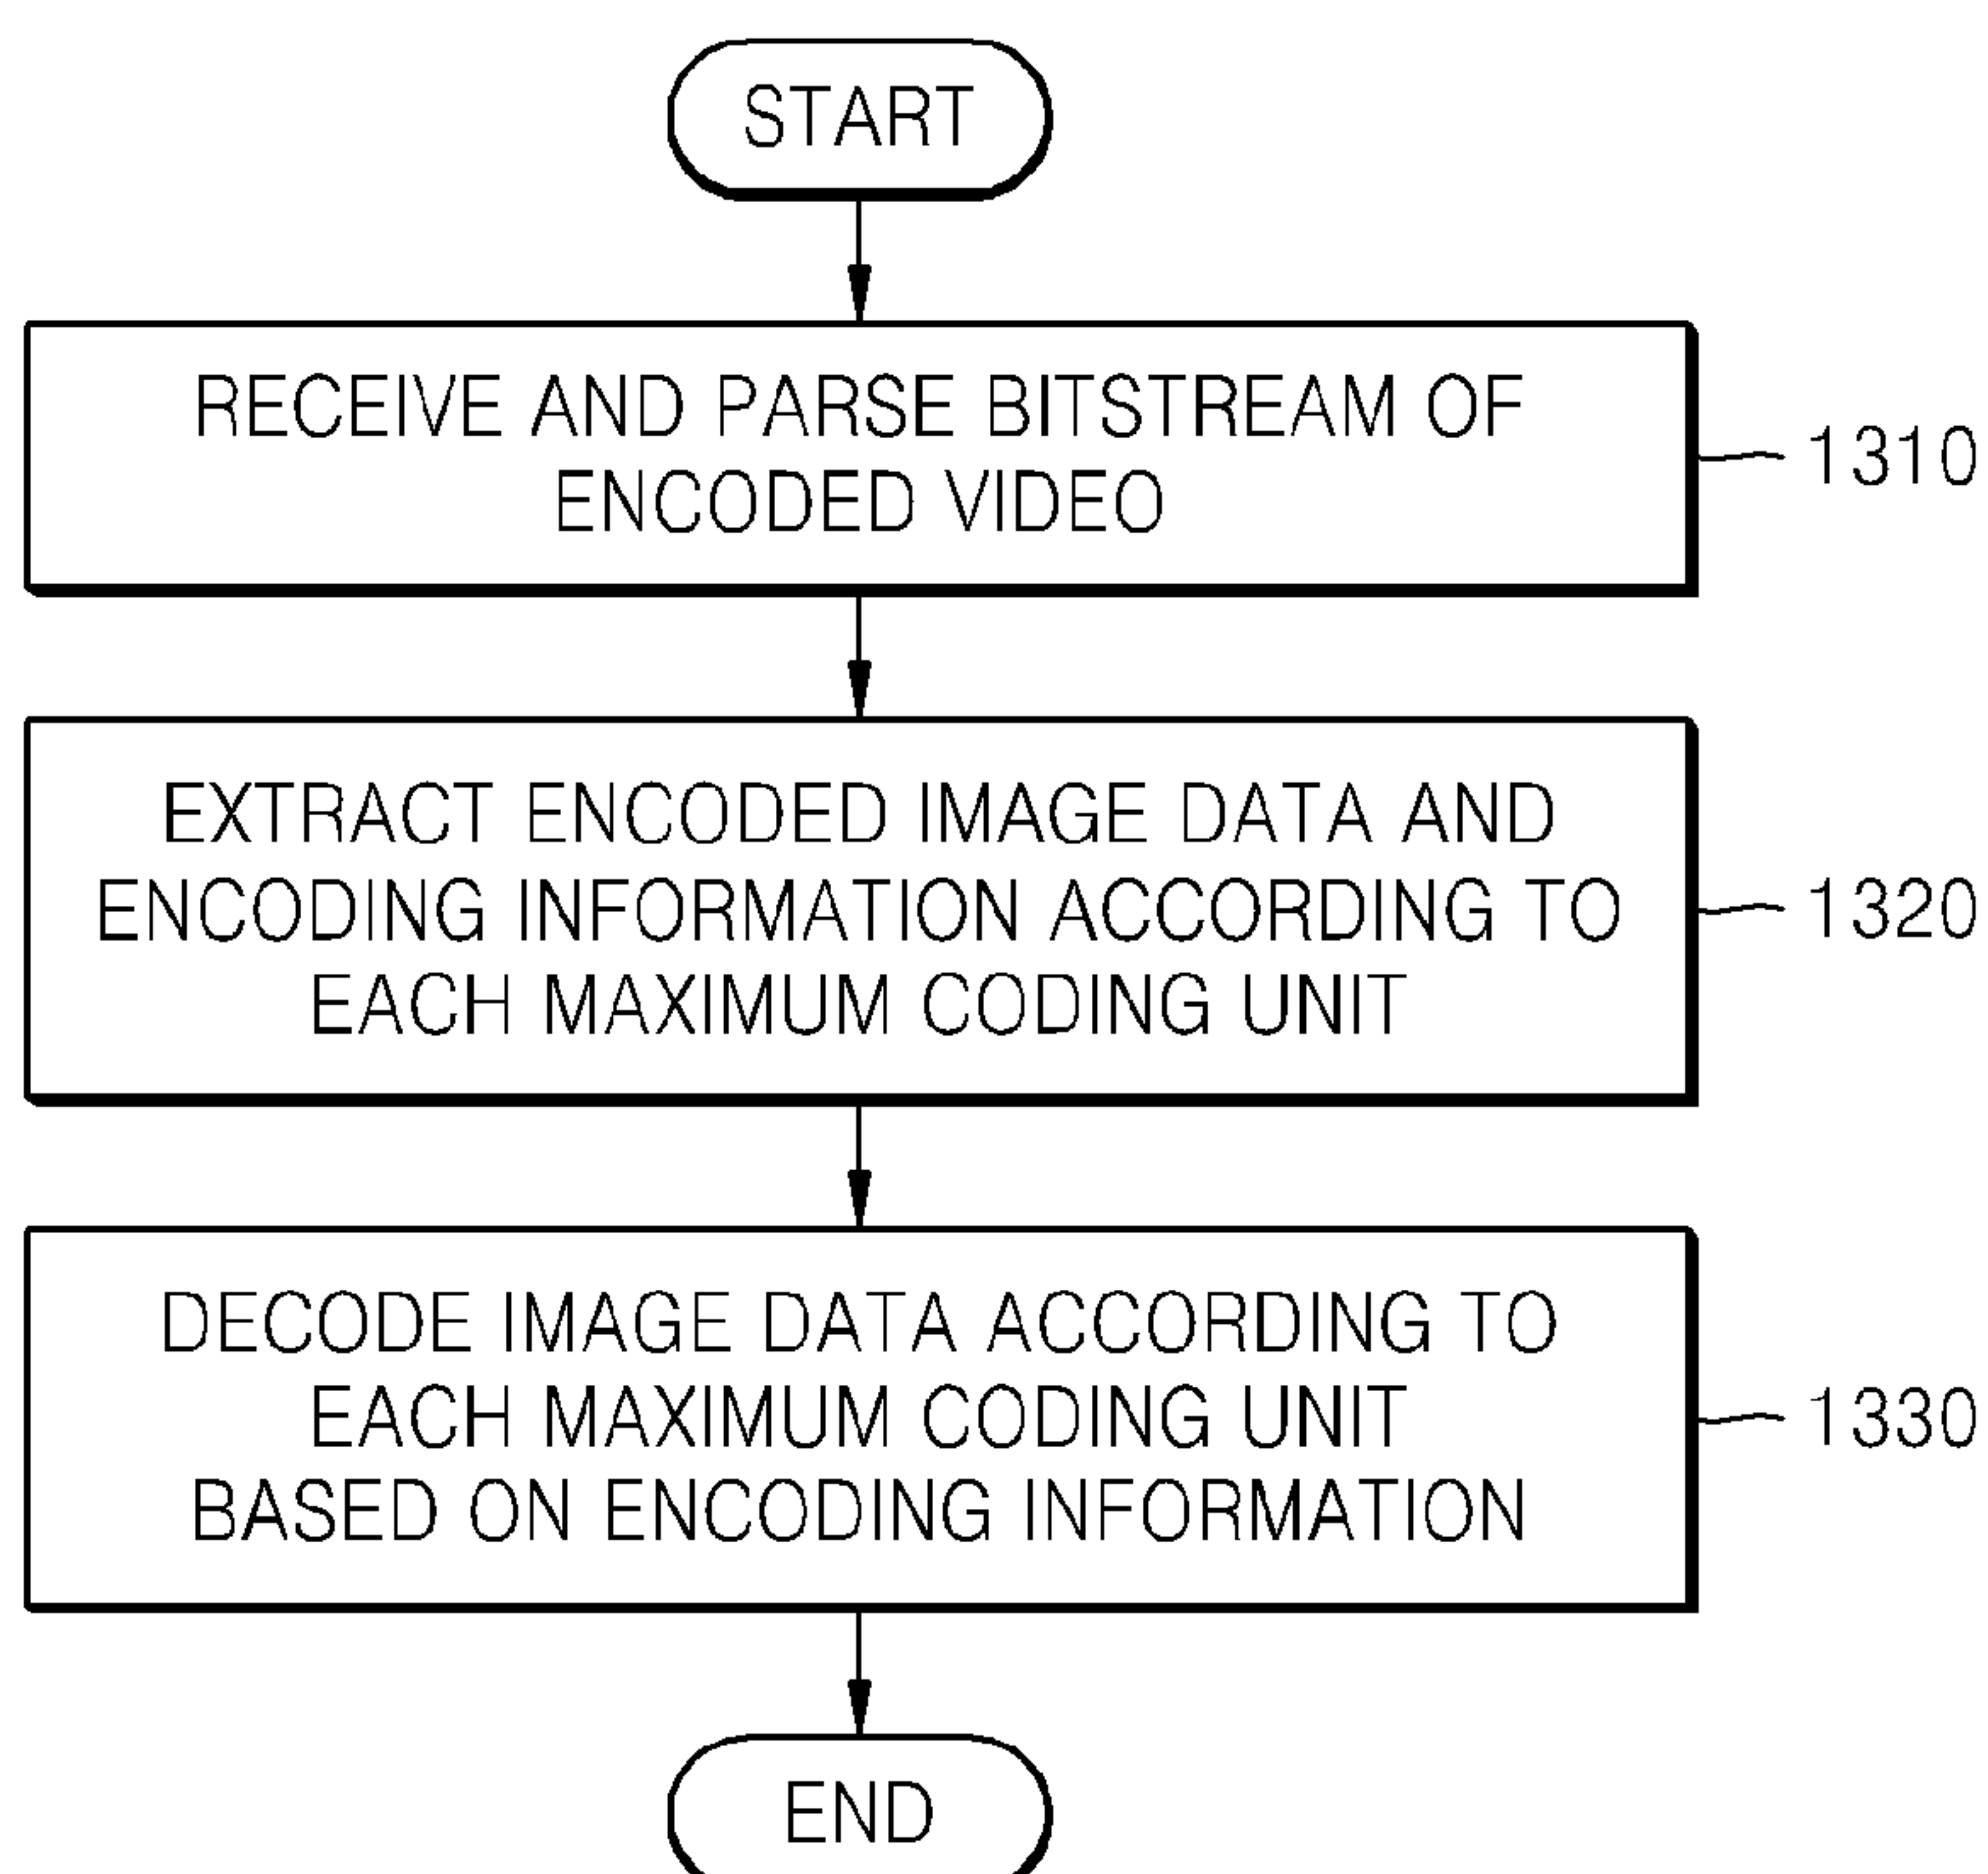 START
RECEIVE AND PARSE BITSTREAM OF
ENCODED VIDEO
1310
EXTRACT ENCODED IMAGE DATA AND
ENCODING INFORMATION ACCORDING TO
EACH MAXIMUM CODING UNIT
1320
DECODE IMAGE DATA ACCORDING TO
EACH MAXIMUM CODING UNIT
BASED ON ENCODING INFORMATION
1330
END